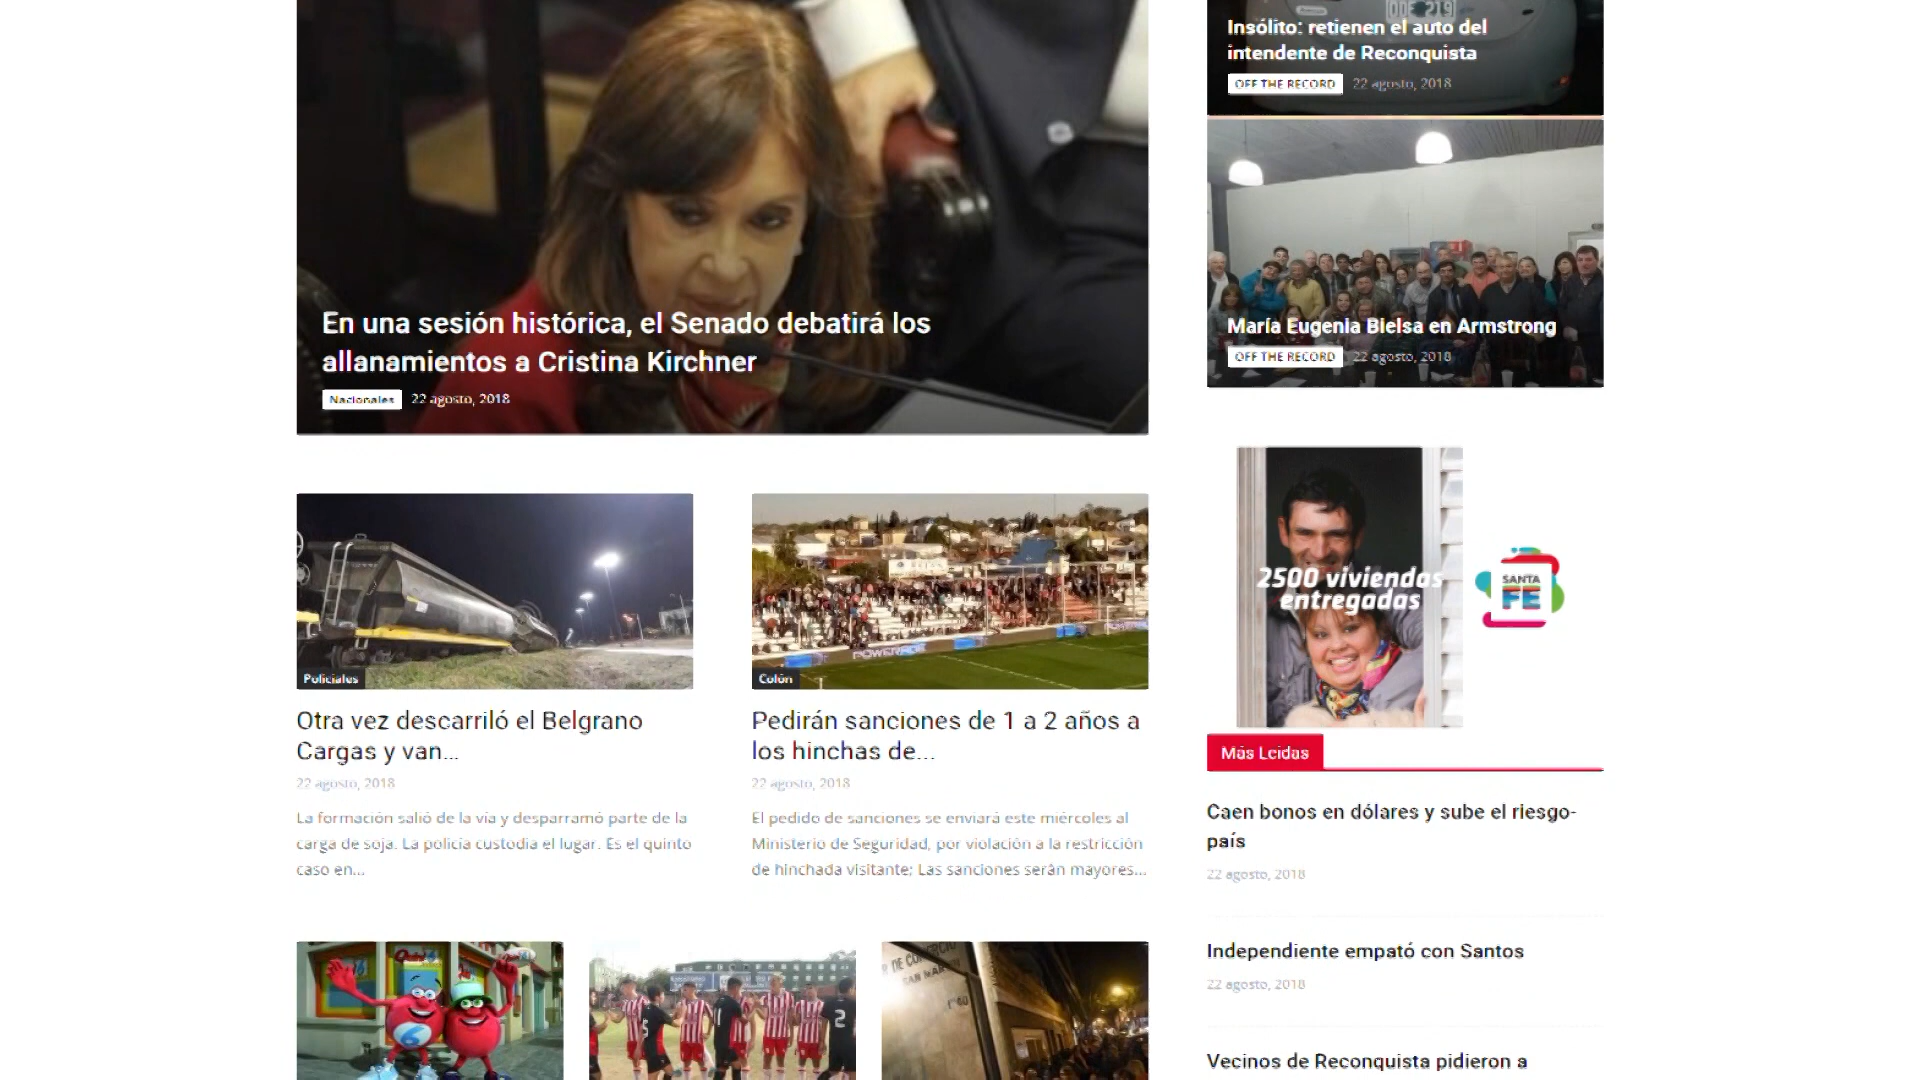 En una sesión histórica, el Senado debatirá los
allanamientos a Cristina Kirchner
Nacionales 22 agosto, 2018
Policiales
Otra vez descarriló el Belgrano
Cargas y van...
22 agosto, 2018
La formación salió de la vía y desparramó parte de la
carga de soja. La policía custodia el lugar. Es el quinto
caso en...
POWERADE
Colón
Pedirán sanciones de 1 a 2 años a
los hinchas de...
22 agosto, 2018
El pedido de sanciones se enviará este miércoles al
Ministerio de Seguridad, por violación a la restricción
de hinchada visitante; Las sanciones serán mayores...
6
5
11
2
SAN MARTIN
Insólito: retienen el auto del
intendente de Reconquista
OFF THE RECORD 22 agosto, 2018
María Eugenia Bielsa en Armstrong
OFF THE RECORD 22 agosto, 2018
2500 viviendas
entregadas
SANTA
FE
Más Leídas
Caen bonos en dólares y sube el riesgo-
país
22 agosto, 2018
Independiente empató con Santos
22 agosto, 2018
Vecinos de Reconquista pidieron a